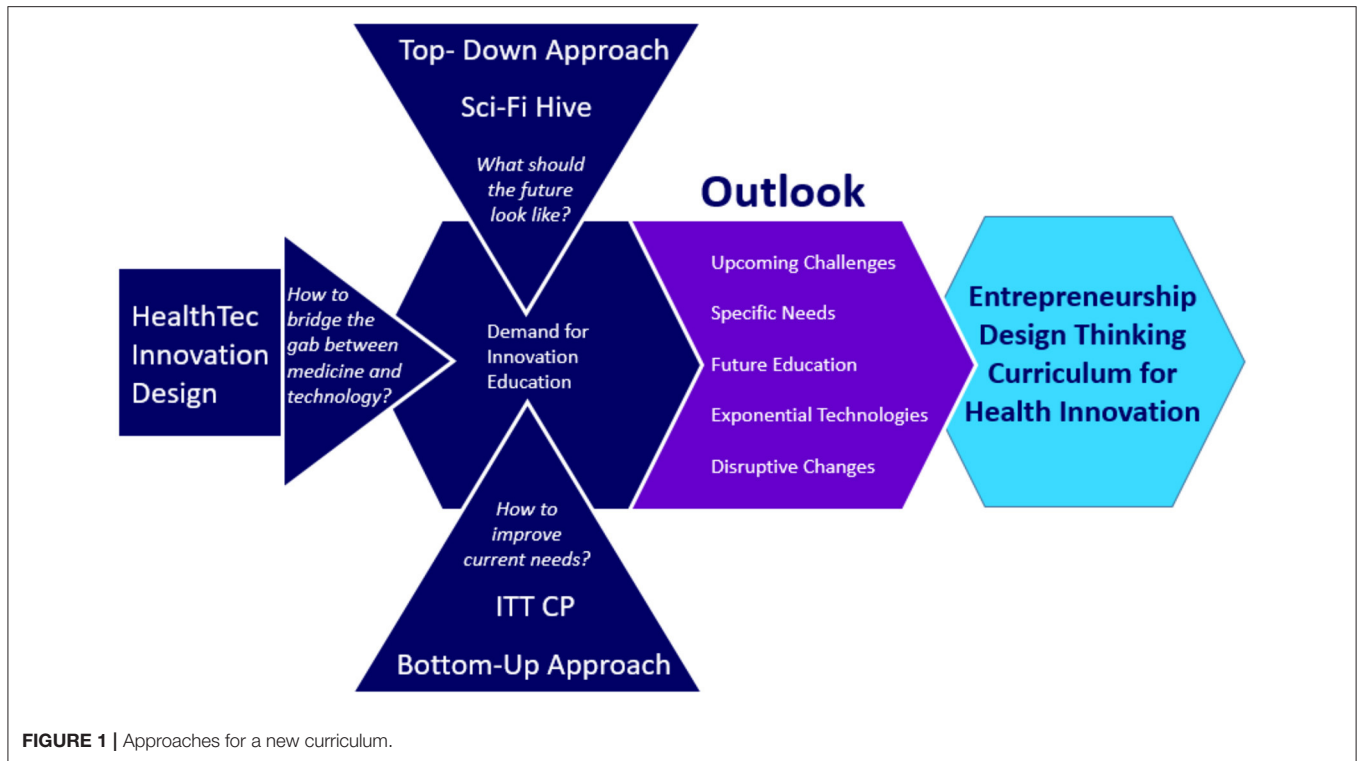 Top- Down Approach
Sci-Fi Hive
What should
the future
look like?
Outlook
HealthTec
Innovation
Design
How to
bridge the
gab between
medicine and
technology?
Demand for
Innovation
Education
Upcoming Challenges
Specific Needs
Future Education
Exponential Technologies
Disruptive Changes
Entrepreneurship
Design Thinking
Curriculum for
Health Innovation
How to
improve
current needs?
ITT CP
Bottom-Up Approach
FIGURE 1 | Approaches for a new curriculum.